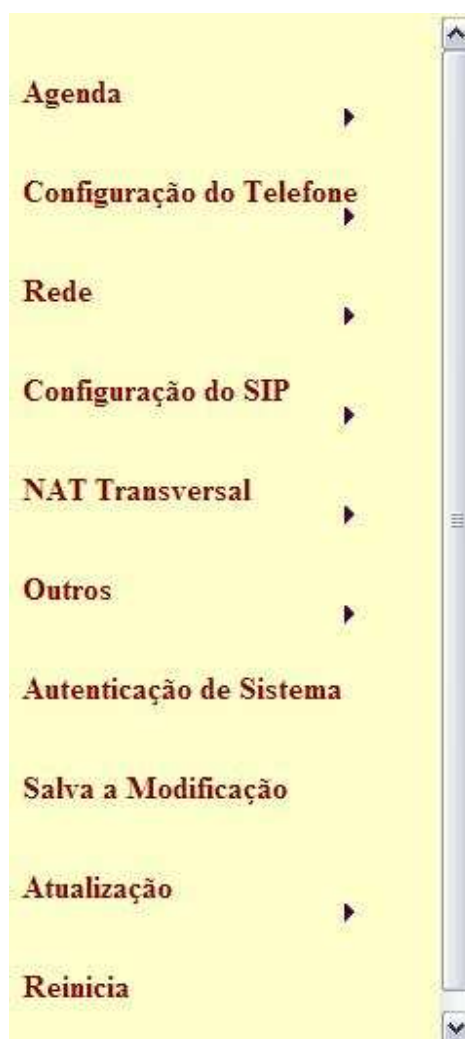 Agenda
Configuração do Telefone
Rede
Configuração do SIP
NAT Transversal
Outros
Autenticação de Sistema
Salva a Modificação
Atualização
Reinicia